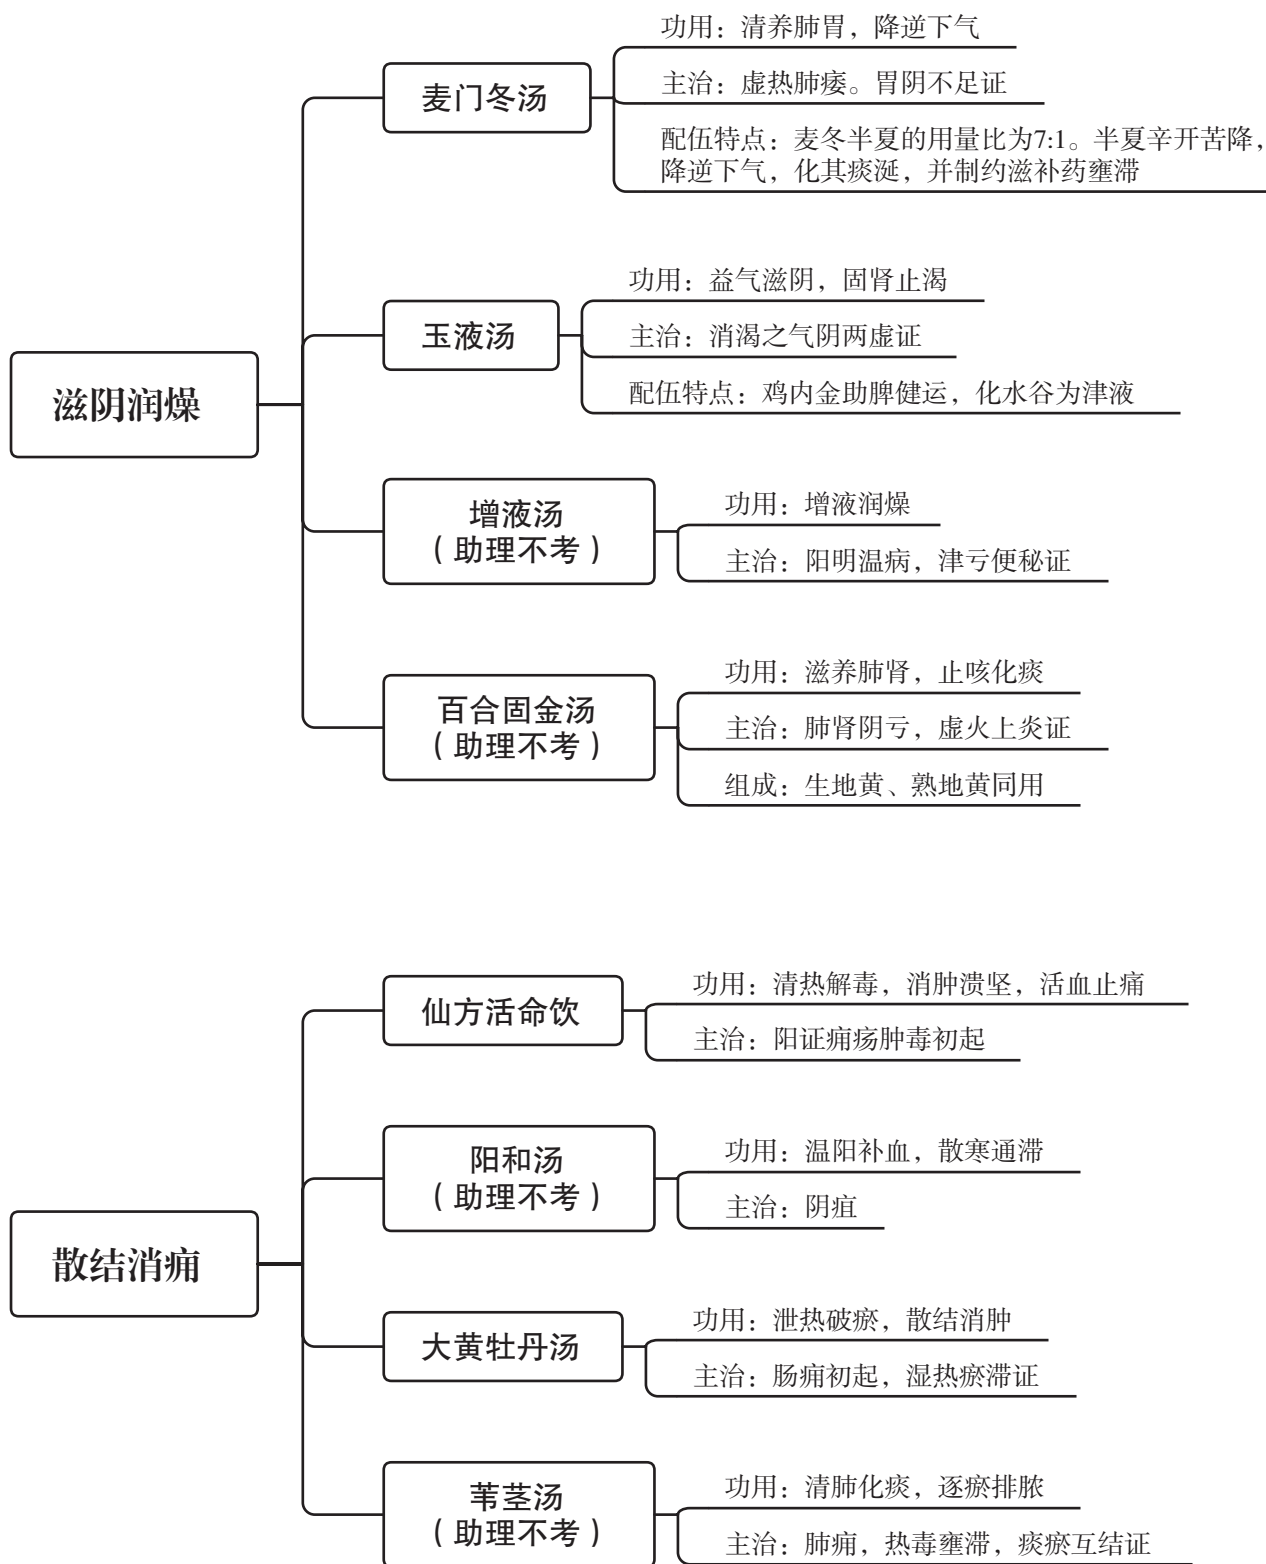 滋阴润燥
麦门冬汤
功用：清养肺胃，降逆下气
主治：虚热肺痿。胃阴不足证
配伍特点：麦冬半夏的用量比为7:1。半夏辛开苦降，
降逆下气，化其痰涎，并制约滋补药壅滞
玉液汤
功用：益气滋阴，固肾止渴
主治：消渴之气阴两虚证
配伍特点：鸡内金助脾健运，化水谷为津液
增液汤
（助理不考）
功用：增液润燥
主治：阳明温病，津亏便秘证
百合固金汤
（助理不考）
功用：滋养肺肾，止咳化痰
主治：肺肾阴亏，虚火上炎证
组成：生地黄、熟地黄同用
散结消痈
仙方活命饮
功用：清热解毒，消肿溃坚，活血止痛
主治：阳证痈疡肿毒初起
阳和汤
（助理不考）
功用：温阳补血，散寒通滞
主治：阴疽
大黄牡丹汤
功用：泄热破瘀，散结消肿
主治：肠痈初起，湿热瘀滞证
苇茎汤
（助理不考）
功用：清肺化痰，逐瘀排脓
主治：肺痈，热毒壅滞，痰瘀互结证